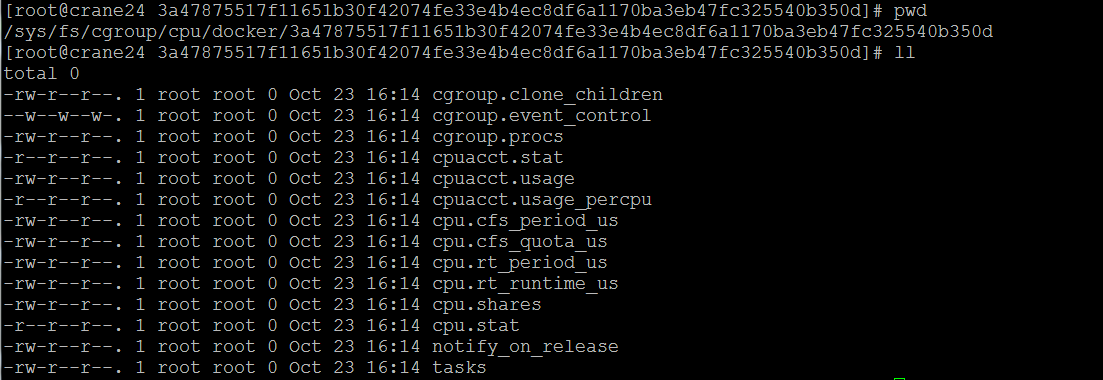 [root@crane24 3a47875517f11651b30f42074fe33e4b4ec8df6a1170ba3eb47fc325540b350d]# pwd
/sys/fs/cgroup/cpu/docker/3a47875517f11651b30f42074fe33e4b4ec8df6a1170ba3eb47fc325540b350d
[root@crane24 3a47875517f11651b30f42074fe33e4b4ec8df6a1170ba3eb47fc325540b350d]# ll
total 0
-rw-r--r--. 1 root root 0 Oct 23 16:14 cgroup.clone_children
--w--w--w-. 1 root root 0 Oct 23 16:14 cgroup.event_control
-rw-r--r--. 1 root root 0 Oct 23 16:14 cgroup.procs
-r--r--r--. 1 root root 0 Oct 23 16:14 cpuacct.stat
-rw-r--r--. 1 root root 0 Oct 23 16:14 cpuacct.usage
-r--r--r--. 1 root root 0 Oct 23 16:14 cpuacct.usage_percpu
-rw-r--r--. 1 root root 0 Oct 23 16:14 cpu.cfs_period_us
-rw-r--r--. 1 root root 0 Oct 23 16:14 cpu.cfs_quota_us
-rw-r--r--. 1 root root 0 Oct 23 16:14 cpu.rt_period_us
-rw-r--r--. 1 root root 0 Oct 23 16:14 cpu.rt_runtime_us
-rw-r--r--. 1 root root 0 Oct 23 16:14 cpu.shares
-r--r--r--. 1 root root 0 Oct 23 16:14 cpu.stat
-rw-r--r--. 1 root root 0 Oct 23 16:14 notify_on_release
-rw-r--r--. 1 root root 0 Oct 23 16:14 tasks